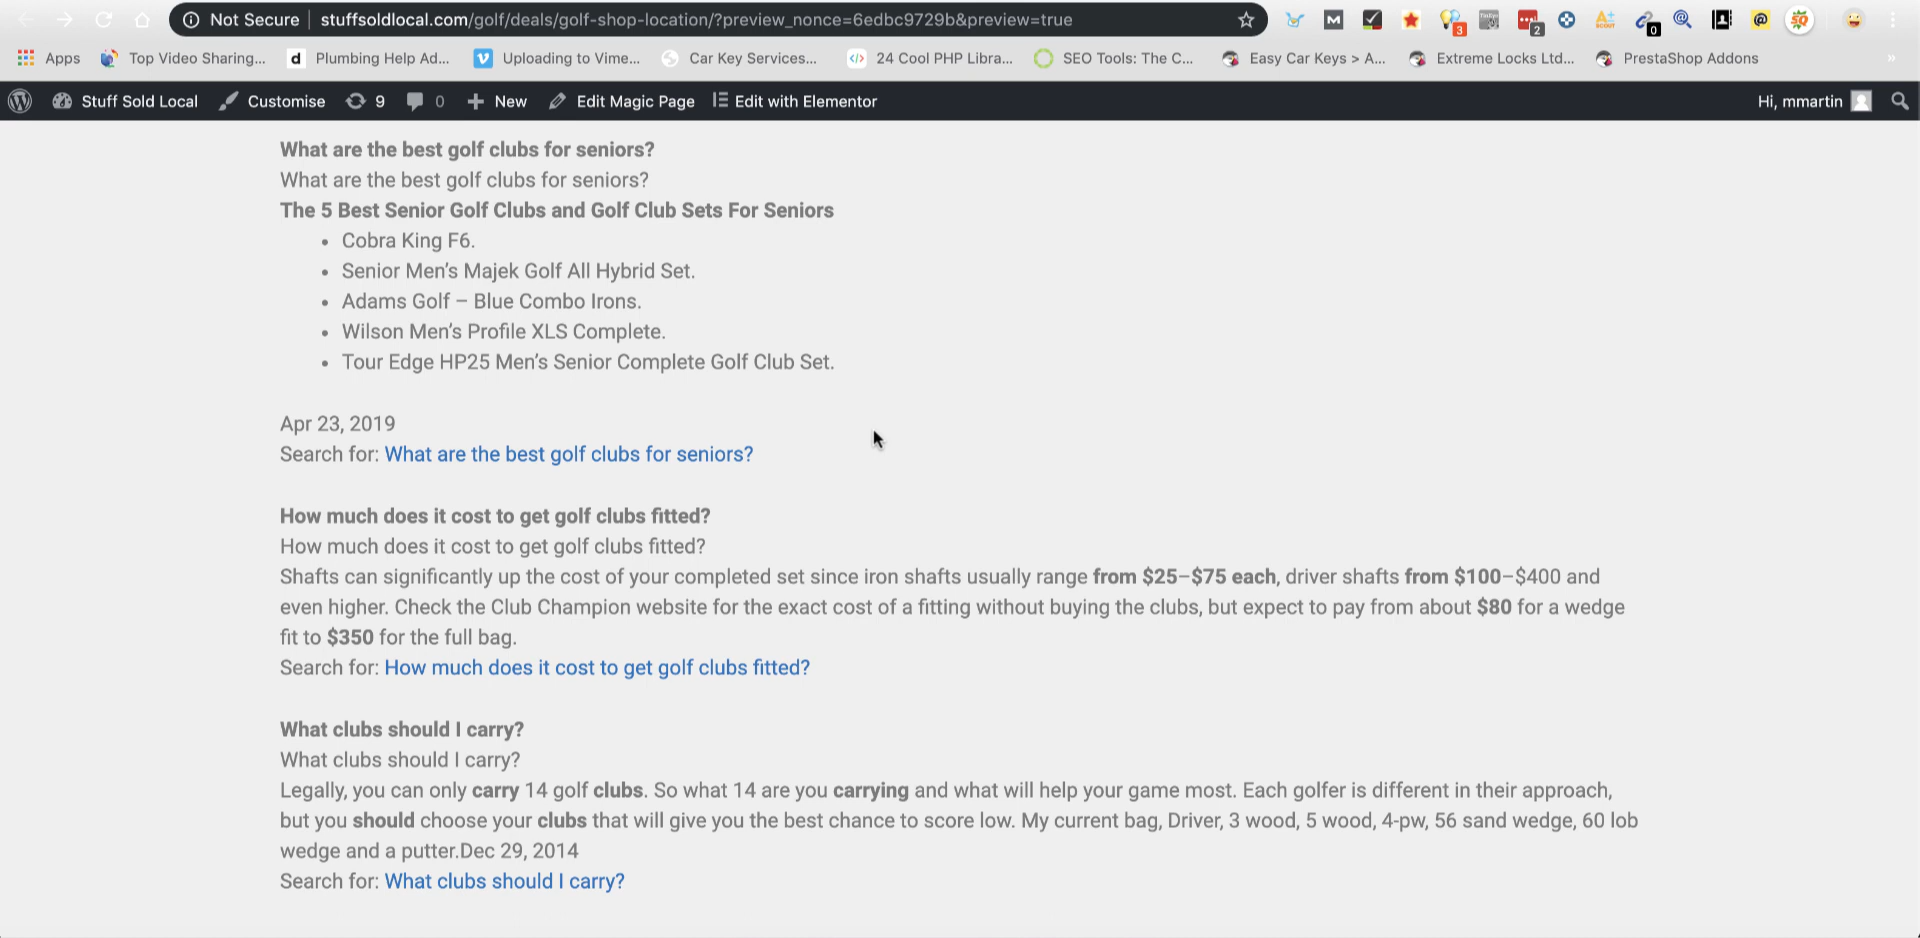 Not Secure | stuffsoldlocal.com/golf/deals/golf-shop-location/?preview_nonce=6edbc9729b&preview=true
3
2
0
Apps
Top Video Sharing...
Plumbing Help Ad...
Uploading to Vime...
Car Key Services...
24 Cool PHP Libra...
SEO Tools: The C...
Easy Car Keys > A...
Extreme Locks Ltd...
PrestaShop Addons
»
Stuff Sold Local
Customise
9
0
New
Edit Magic Page
Edit with Elementor
Hi, mmartin
What are the best golf clubs for seniors?
What are the best golf clubs for seniors?
The 5 Best Senior Golf Clubs and Golf Club Sets For Seniors
• Cobra King F6.
• Senior Men’s Majek Golf All Hybrid Set.
• Adams Golf – Blue Combo Irons.
• Wilson Men’s Profile XLS Complete.
• Tour Edge HP25 Men’s Senior Complete Golf Club Set.
Apr 23, 2019
Search for: What are the best golf clubs for seniors?
How much does it cost to get golf clubs fitted?
How much does it cost to get golf clubs fitted?
Shafts can significantly up the cost of your completed set since iron shafts usually range from $25–$75 each, driver shafts from $100–$400 and
even higher. Check the Club Champion website for the exact cost of a fitting without buying the clubs, but expect to pay from about $80 for a wedge
fit to $350 for the full bag.
Search for: How much does it cost to get golf clubs fitted?
What clubs should I carry?
What clubs should I carry?
Legally, you can only carry 14 golf clubs. So what 14 are you carrying and what will help your game most. Each golfer is different in their approach,
but you should choose your clubs that will give you the best chance to score low. My current bag, Driver, 3 wood, 5 wood, 4-pw, 56 sand wedge, 60 lob
wedge and a putter.Dec 29, 2014
Search for: What clubs should I carry?